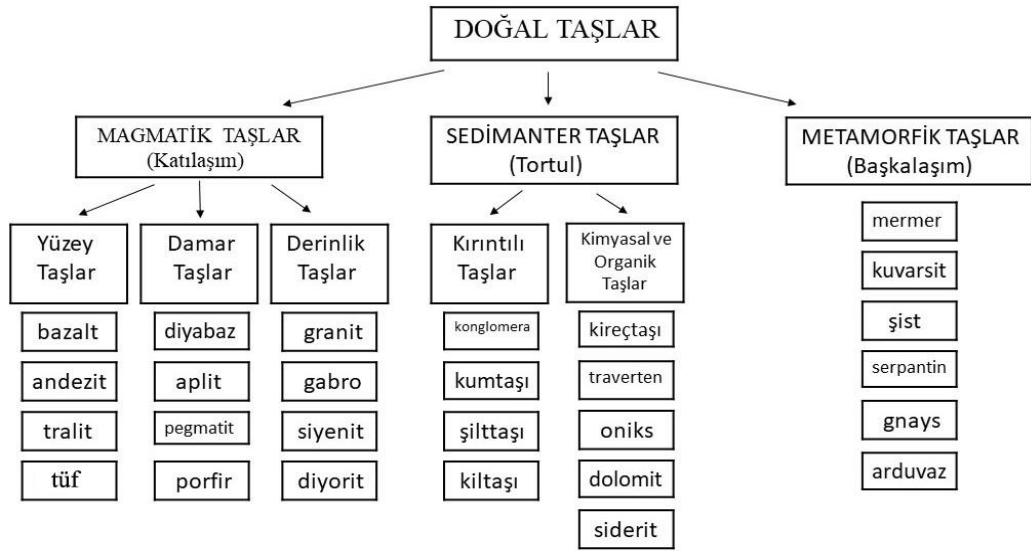 DOĞAL TAŞLAR
MAGMATİK TAŞLAR
(Katılaşım)
SEDİMANTER TAŞLAR
(Tortul)
METAMORFİK TAŞLAR
(Başkalaşım)
Yüzey
Taşlar
Damar
Taşlar
Derinlik
Taşlar
Kırıntılı
Taşlar
Kimyasal ve
Organik
Taşlar
bazalt
andezit
tralit
tüf
diyabaz
aplit
pegmatit
porfir
granit
gabro
siyenit
diyorit
konglomera
kumtaşı
şilttaşı
kiltaşı
kireçtaşı
traverten
oniks
dolomit
siderit
mermer
kuvarsit
şist
serpantin
gnays
arduvaz